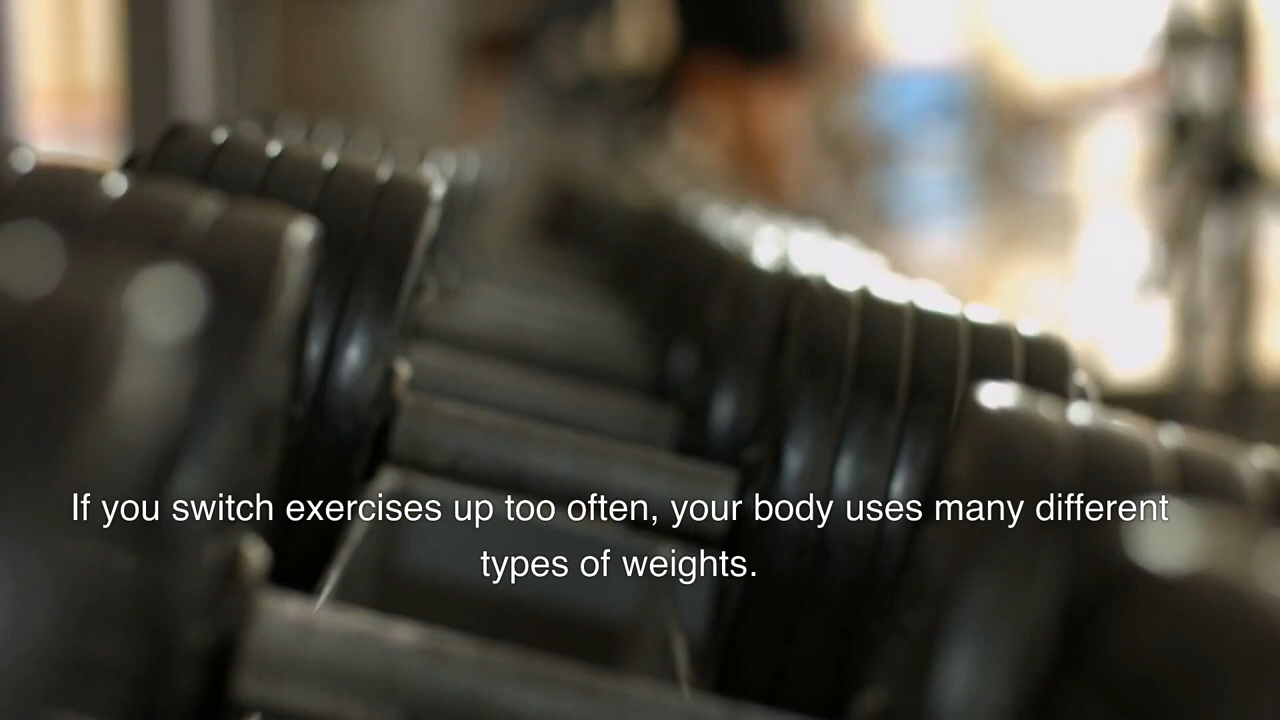 If you switch exercises up too often, your body uses many different
types of weights.